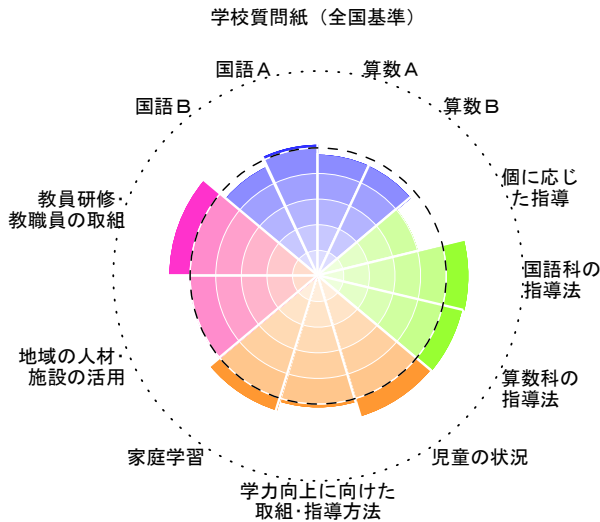 学校質問紙（全国基準）
国語Ａ
算数Ａ
国語Ｂ
算数Ｂ
個に応じ
た指導
教員研修・
教職員の取組
国語科の
指導法
地域の人材・
施設の活用
算数科の
指導法
家庭学習
児童の状況
学力向上に向けた
取組・指導方法